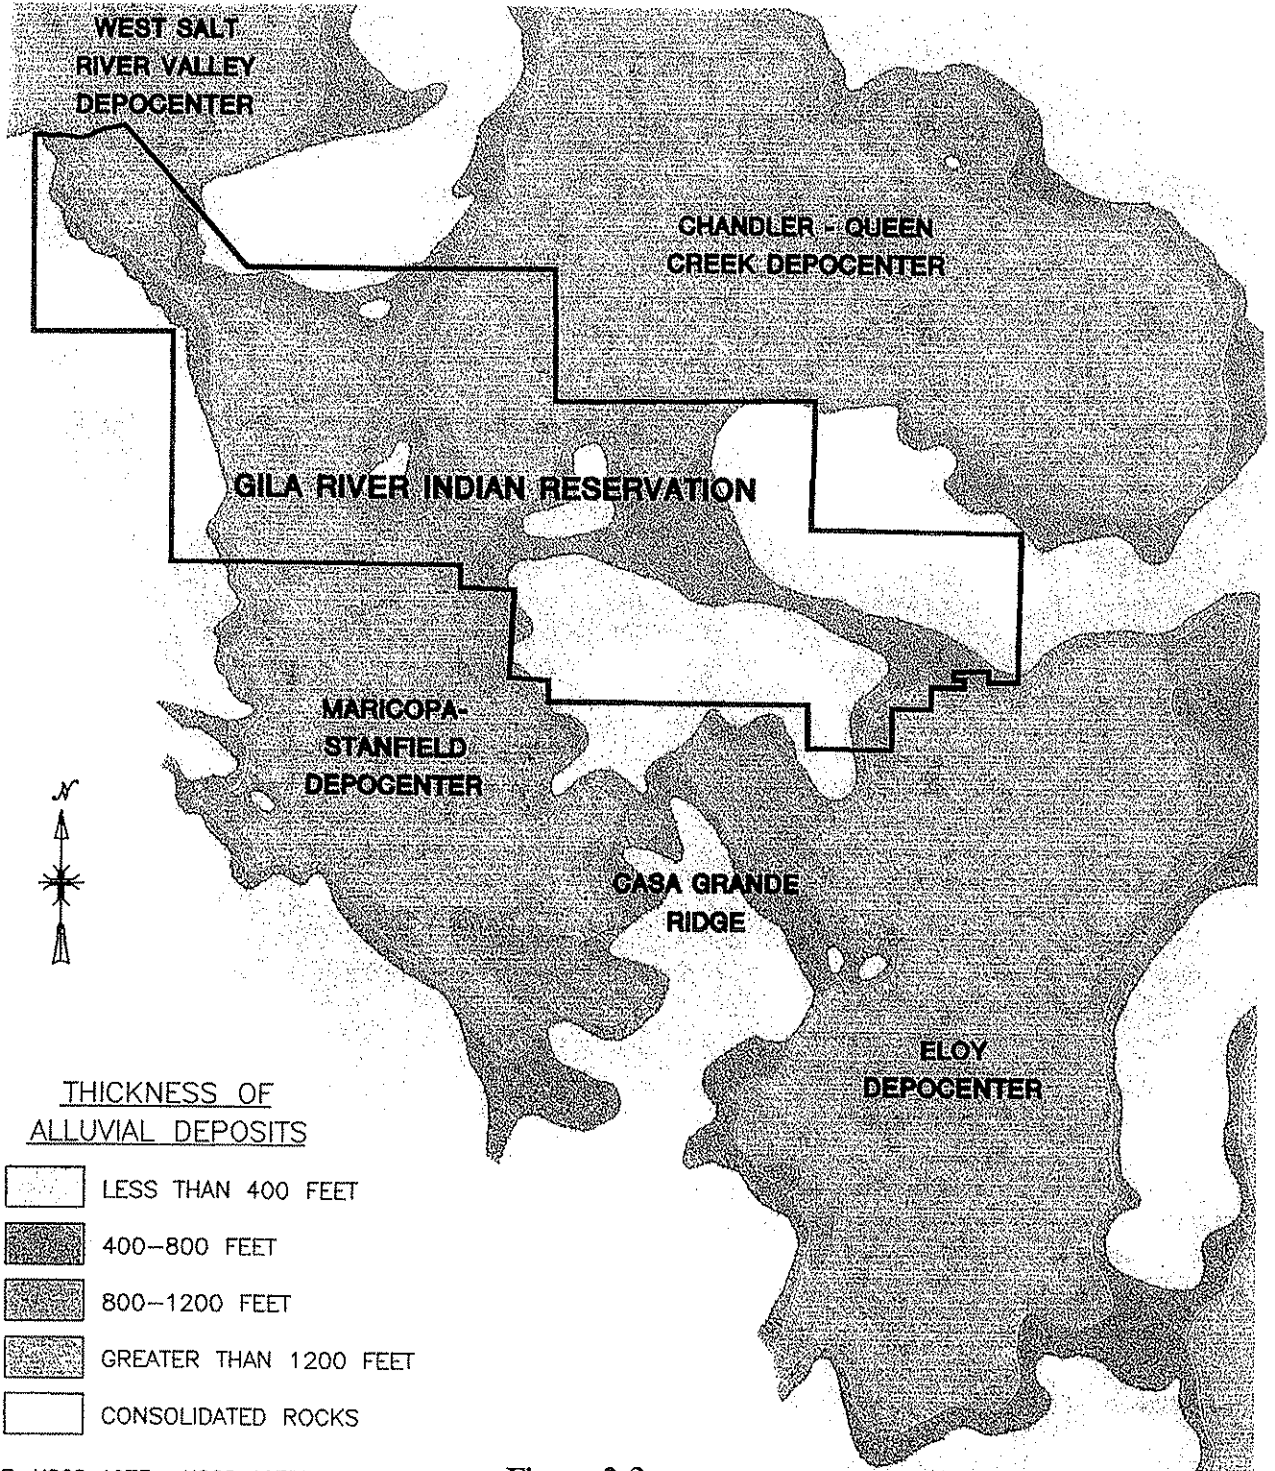 WEST SALT
RIVER VALLEY
DEPOCENTER
CHANDLER - QUEEN
CREEK DEPOCENTER
GILA RIVER INDIAN RESERVATION
MARICOPA-
STANFIELD
DEPOCENTER
N
CASA GRANDE
RIDGE
ELOY
DEPOCENTER
THICKNESS OF
ALLUVIAL DEPOSITS
LESS THAN 400 FEET
400-800 FEET
800-1200 FEET
GREATER THAN 1200 FEET
CONSOLIDATED ROCKS